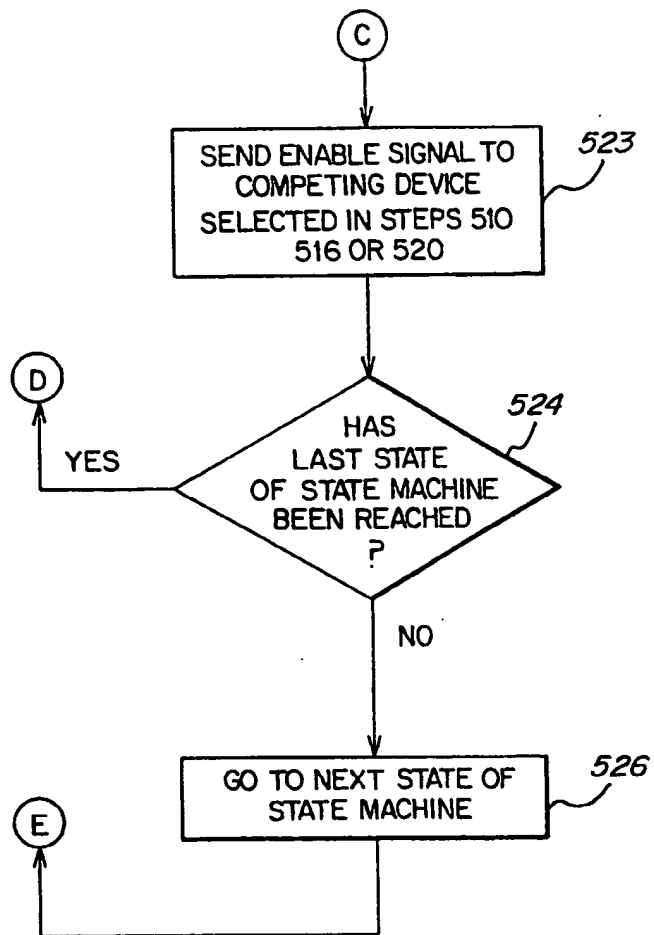 C
SEND ENABLE SIGNAL TO
COMPETING DEVICE
SELECTED IN STEPS 510
516 OR 520
523
D
YES
HAS
LAST STATE
OF STATE MACHINE
BEEN REACHED
?
524
NO
GO TO NEXT STATE OF
STATE MACHINE
526
E